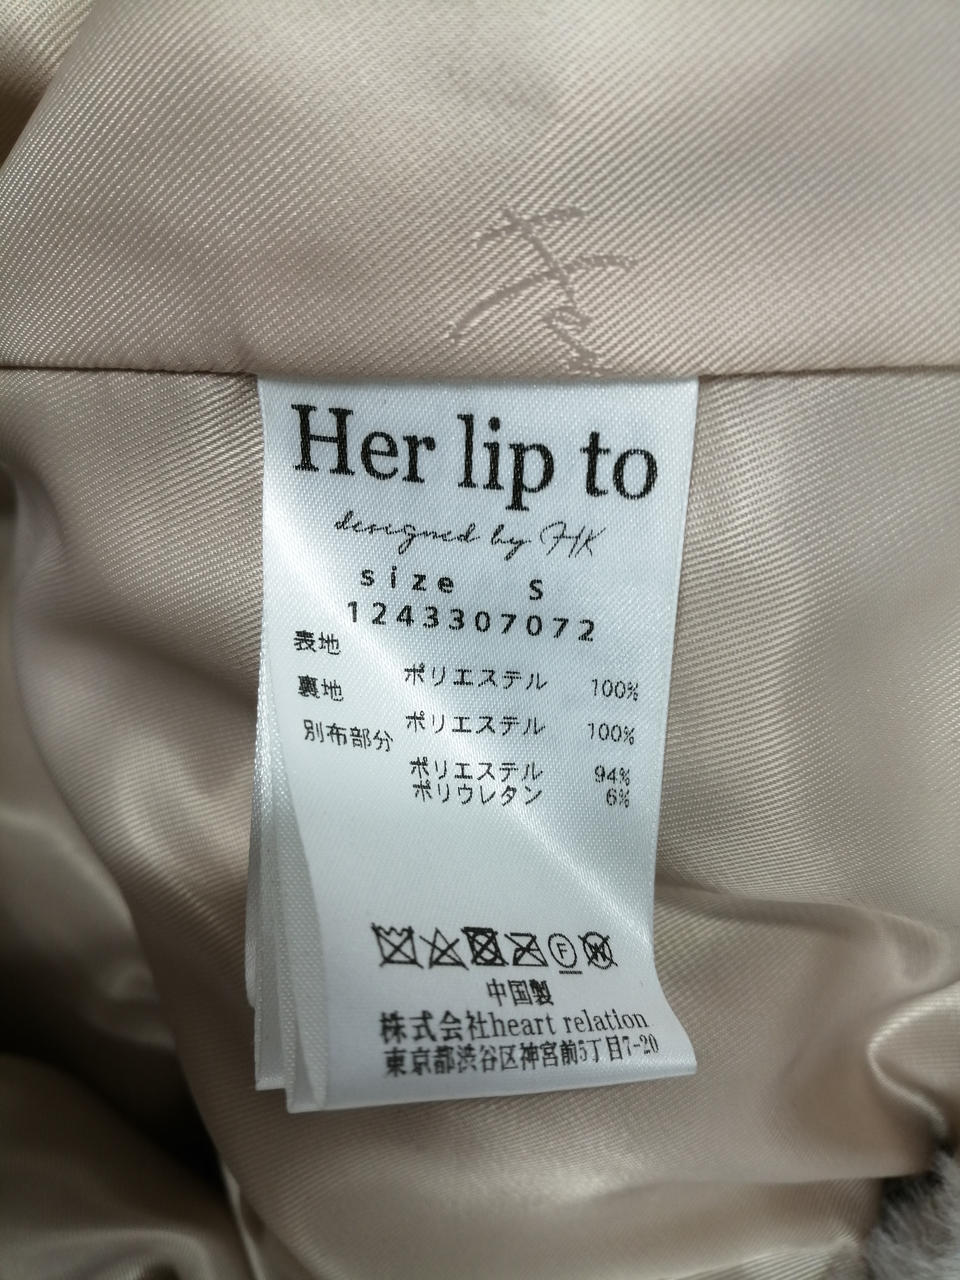 Her lip to
designed by HK
size S
1243307072
表地
ポリエステル 100%
裏地
ポリエステル 100%
別布部分
ポリエステル 94%
ポリウレタン 6%
F W
中国製
株式会社heart relation
東京都渋谷区神宮前5丁目7-20